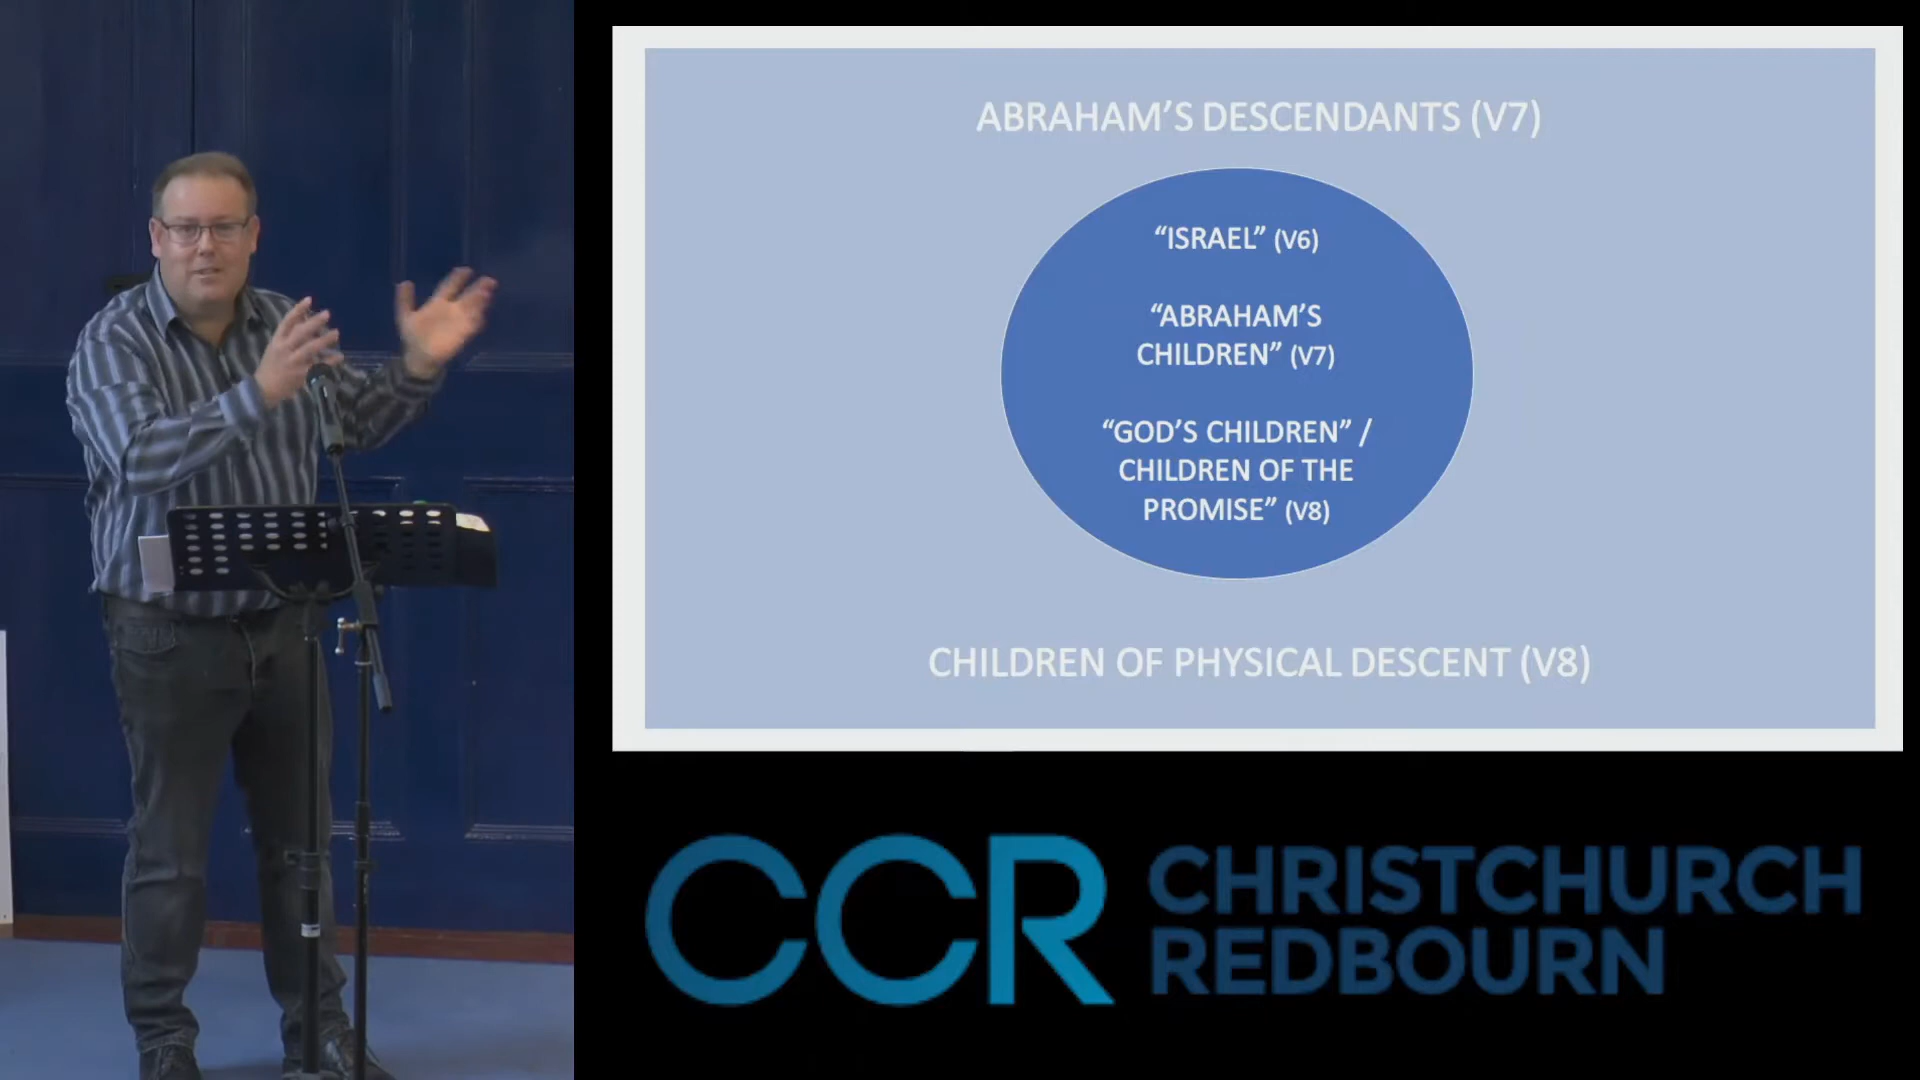 ABRAHAM’S DESCENDANTS (V7)
“ISRAEL” (V6)
“ABRAHAM’S
CHILDREN” (V7)
“GOD’S CHILDREN” /
CHILDREN OF THE
PROMISE” (V8)
CHILDREN OF PHYSICAL DESCENT (V8)
CCR CHRISTCHURCH
REDBOURN